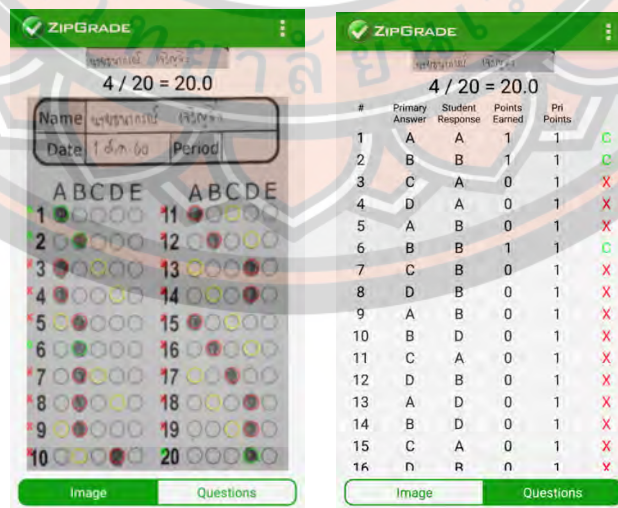 ZIPGRADE
4 / 20 = 20.0
Name
Date
Period
A B C D E A B C D E
1 11
2 12
3 13
4 14
5 15
6 16
7 17
8 18
9 19
10 20
Image Questions
ZIPGRADE
4 / 20 = 20.0
# Primary Answer Student Response Points Earned Pri Points
1 A A 1 1 C
2 B B 1 1 C
3 C A 0 1 X
4 D A 0 1 X
5 A B 0 1 X
6 B B 1 1 C
7 C B 0 1 X
8 D B 0 1 X
9 A B 0 1 X
10 B D 0 1 X
11 C A 0 1 X
12 D B 0 1 X
13 A D 0 1 X
14 B D 0 1 X
15 C A 0 1 X
16 D B 0 1 X
Image Questions